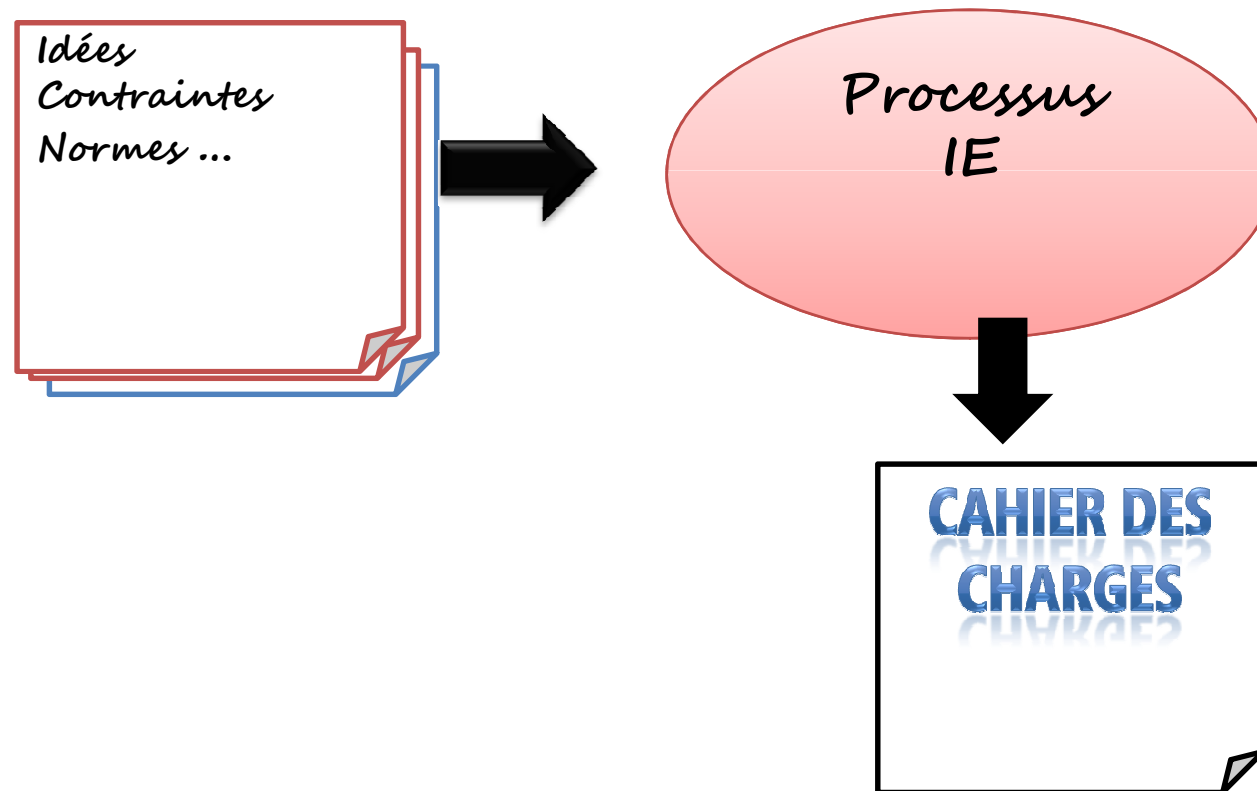 Idées
Contraintes
Normes ...
Processus
IE
CAHIER DES
CHARGES